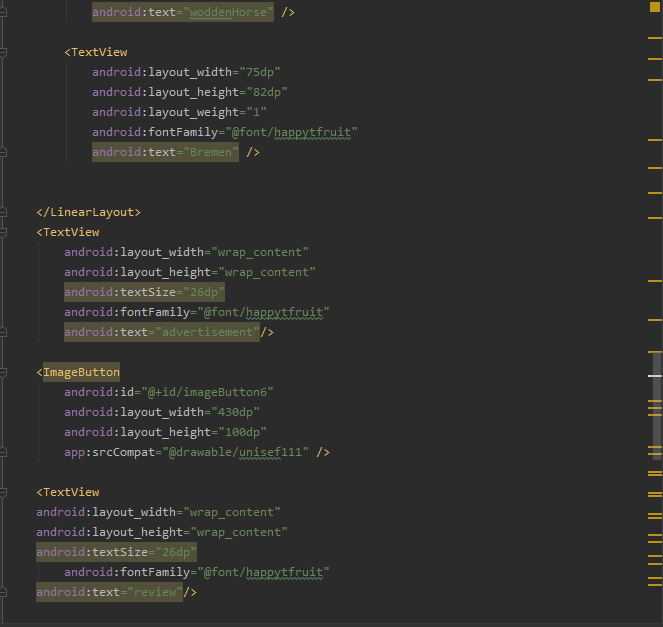 android:text="woddenHorse" />
<TextView
android:layout_width="75dp"
android:layout_height="82dp"
android:layout_weight="1"
android:fontFamily="@font/happytfruit"
android:text="Bremen" />
</LinearLayout>
<TextView
android:layout_width="wrap_content"
android:layout_height="wrap_content"
android:textSize="26dp"
android:fontFamily="@font/happytfruit"
android:text="advertisement"/>
<ImageButton
android:id="@+id/imageButton6"
android:layout_width="430dp"
android:layout_height="100dp"
app:srcCompat="@drawable/unisef111" />
<TextView
android:layout_width="wrap_content"
android:layout_height="wrap_content"
android:textSize="26dp"
android:fontFamily="@font/happytfruit"
android:text="review"/>